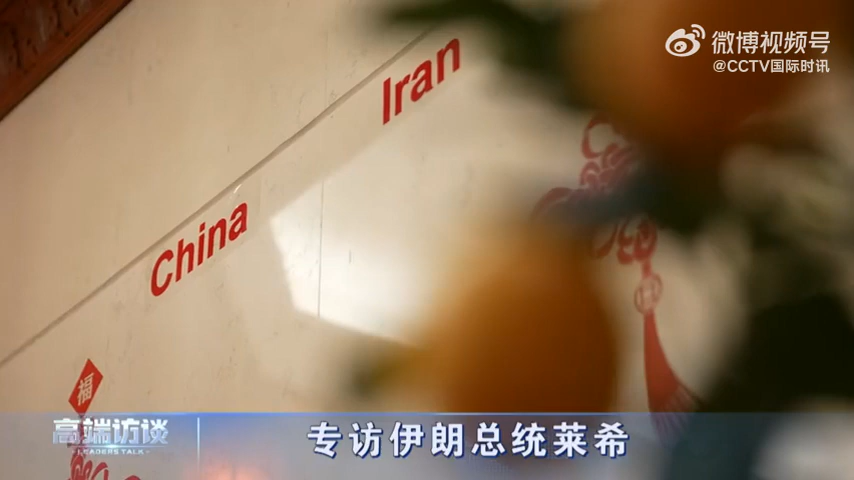 微博视频号
@CCTV国际时讯
Iran
China
福
高端访谈
LEADERS TALK
专访伊朗总统莱希